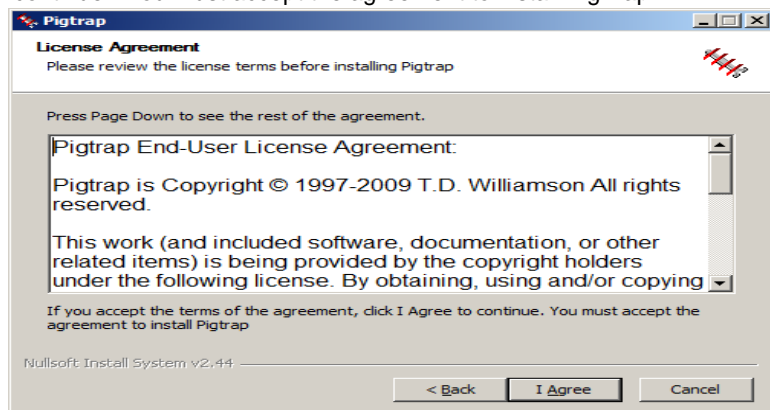 Pigtrap
License Agreement
Please review the license terms before installing Pigtrap
Press Page Down to see the rest of the agreement.
Pigtrap End-User License Agreement:
Pigtrap is Copyright © 1997-2009 T.D. Williamson All rights
reserved.
This work (and included software, documentation, or other
related items) is being provided by the copyright holders
under the following license. By obtaining, using and/or copying
If you accept the terms of the agreement, click I Agree to continue. You must accept the
agreement to install Pigtrap
Nullsoft Install System v2.44
< Back I Agree Cancel